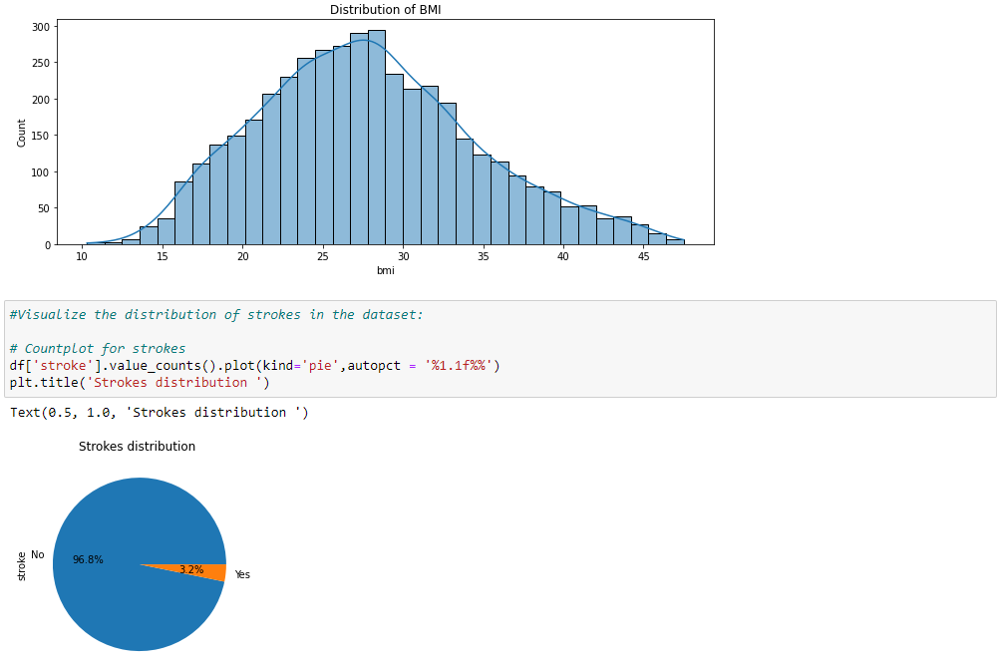 Distribution of BMI
300
250
200
150
100
50
0
Count
10 15 20 25 30 35 40 45
bmi
#Visualize the distribution of strokes in the dataset:
# Countplot for strokes
df['stroke'].value_counts().plot(kind='pie',autopct = '%1.1f%%')
plt.title('Strokes distribution ')
Text(0.5, 1.0, 'Strokes distribution ')
Strokes distribution
stroke
No
96.8%
3.2%
Yes